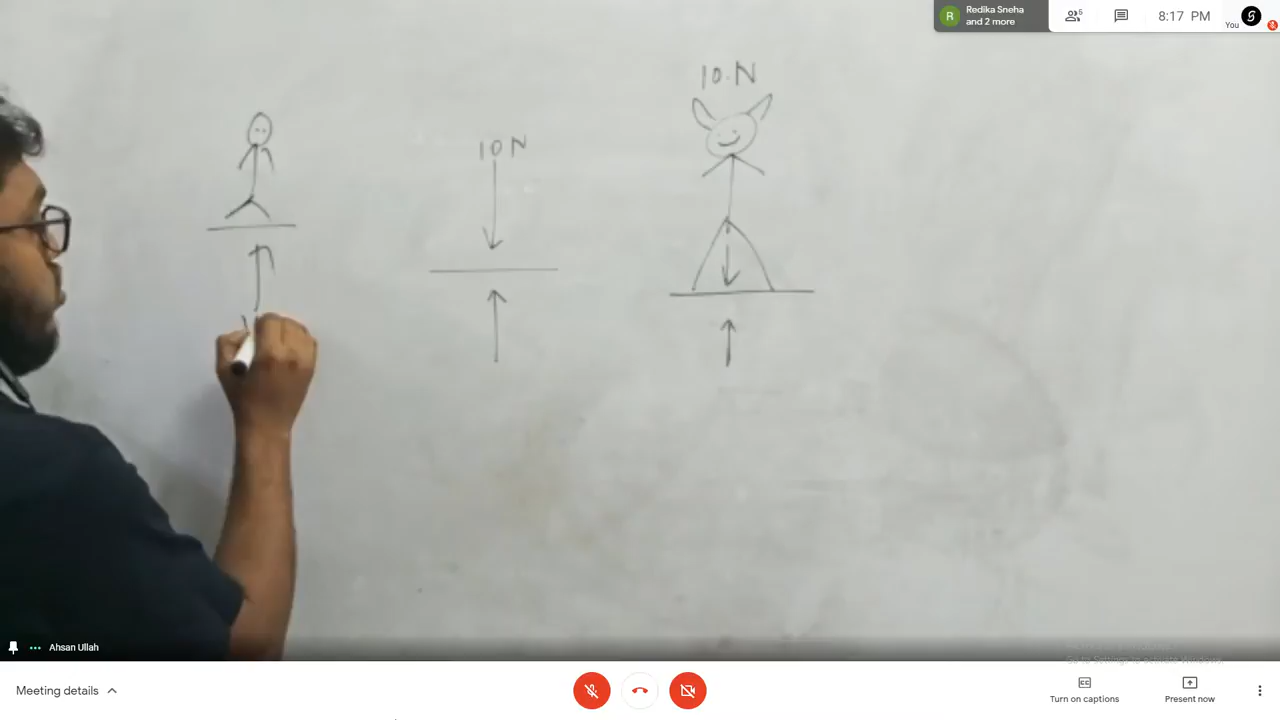 R
Redika Sneha
and 2 more
5
8:17 PM
You
10 N
10 N
Ahsan Ullah
Meeting details
Turn on captions
Present now